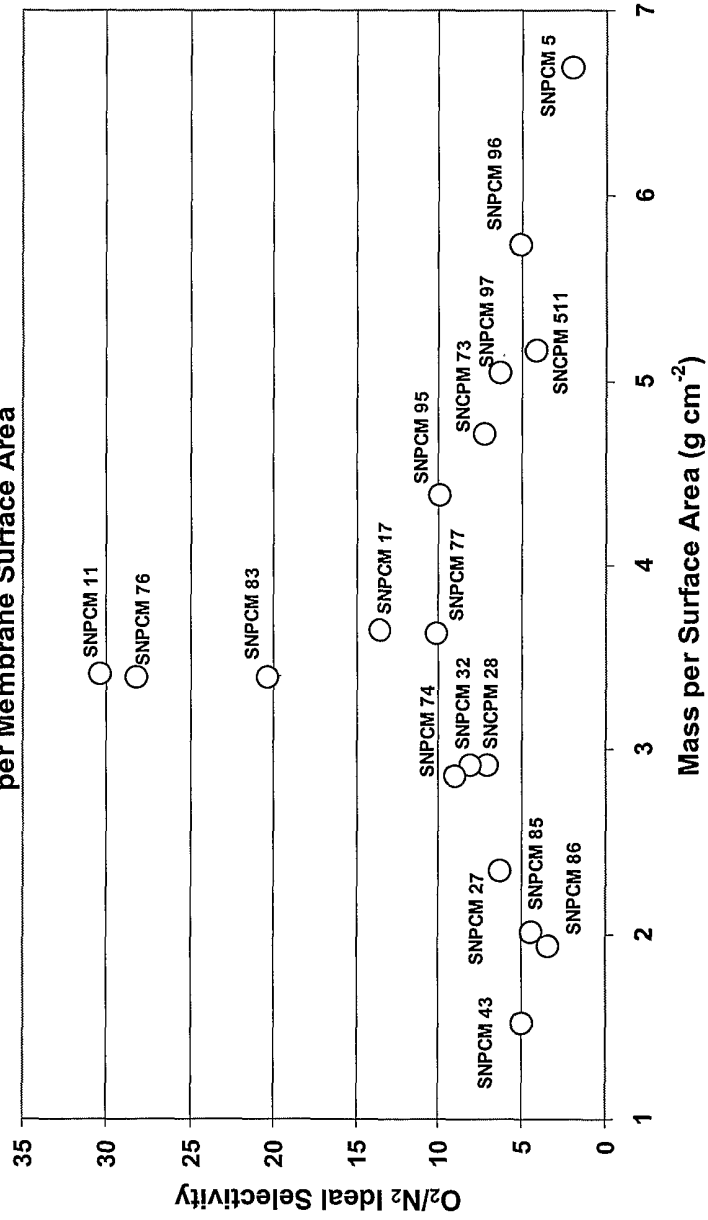 per Membrane Surface Area
35
30
25
20
15
10
5
0
O₂/N₂ Ideal Selectivity
SNPCM 11
SNPCM 76
SNPCM 83
SNPCM 17
SNPCM 95
SNPCM 77
SNPCM 74
SNPCM 32
SNCPM 28
SNCPM 73
SNPCM 97
SNPCM 96
SNCPM 511
SNPCM 5
SNPCM 27
SNPCM 85
SNPCM 86
SNPCM 43
1
2
3
4
5
6
7
Mass per Surface Area (g cm⁻²)